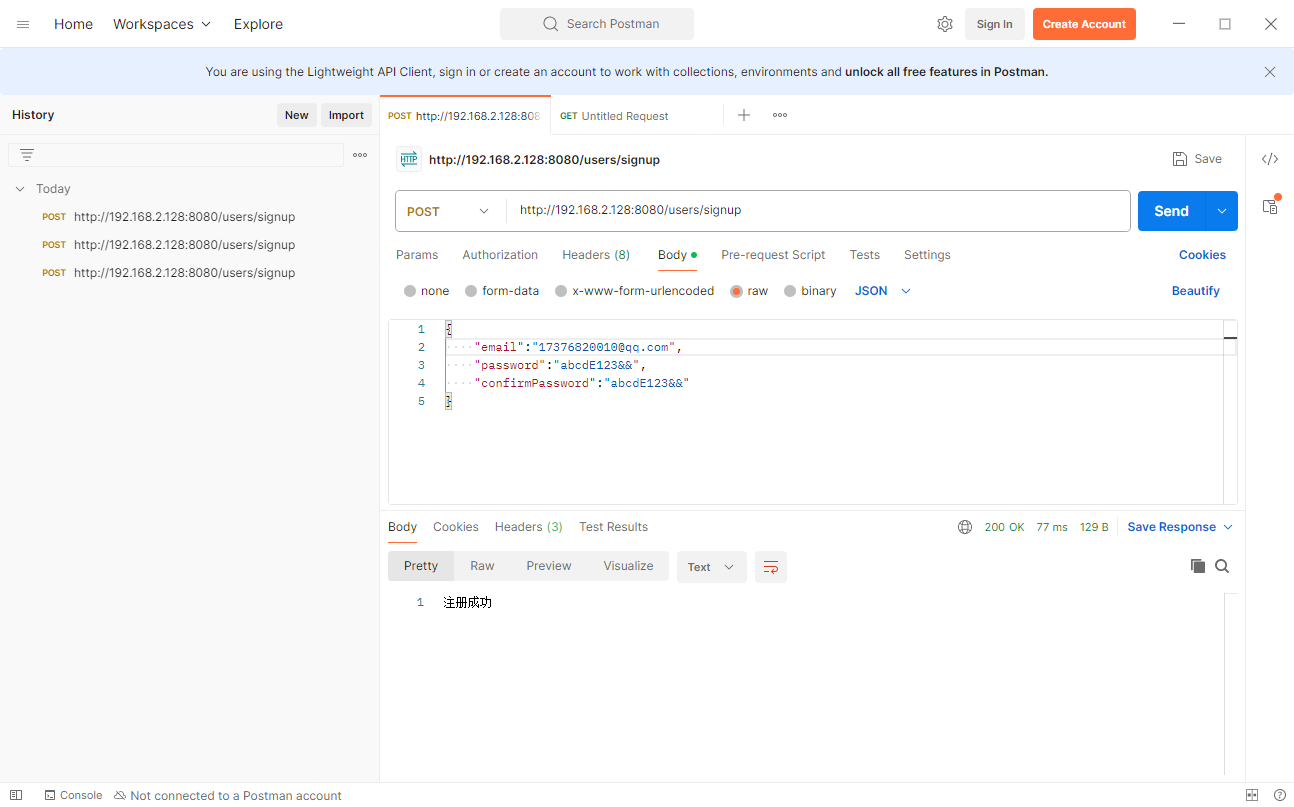 Home Workspaces Explore Search Postman Sign In Create Account
You are using the Lightweight API Client, sign in or create an account to work with collections, environments and unlock all free features in Postman.
History New Import
POST http://192.168.2.128:808 GET Untitled Request
HTTP http://192.168.2.128:8080/users/signup Save
Today
POST http://192.168.2.128:8080/users/signup
POST http://192.168.2.128:8080/users/signup
POST http://192.168.2.128:8080/users/signup
POST http://192.168.2.128:8080/users/signup Send
Params Authorization Headers (8) Body Pre-request Script Tests Settings Cookies
none form-data x-www-form-urlencoded raw binary JSON Beautify
1 {
2 "email":"17376820010@qq.com",
3 "password":"abcdE123&&",
4 "confirmPassword":"abcdE123&&"
5 }
Body Cookies Headers (3) Test Results 200 OK 77 ms 129 B Save Response
Pretty Raw Preview Visualize Text
1 注册成功
Console Not connected to a Postman account